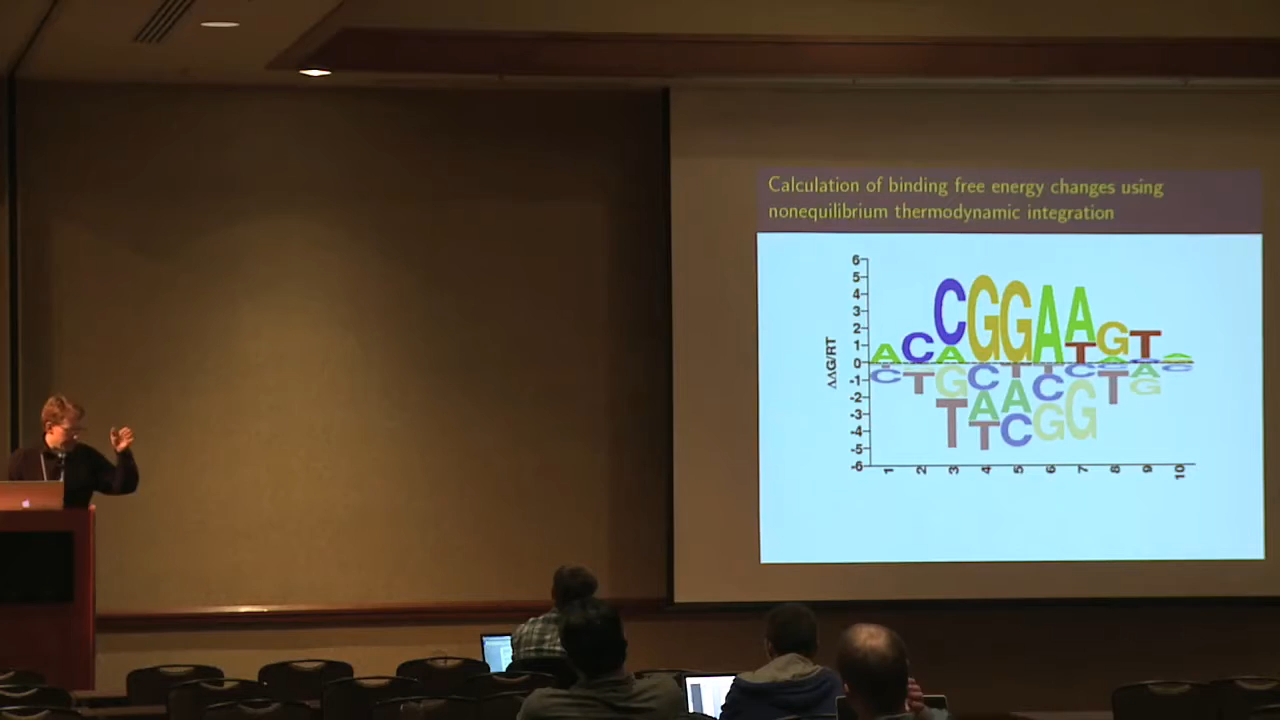 Calculation of binding free energy changes using
nonequilibrium thermodynamic integration
6
5
4
3
2
1
0
-1
-2
-3
-4
-5
-6
ΔΔG/RT
A C C G G A A G T
A T
C T G C T C C T A
T A A C G G G
T C G
1 2 3 4 5 6 7 8 9 10